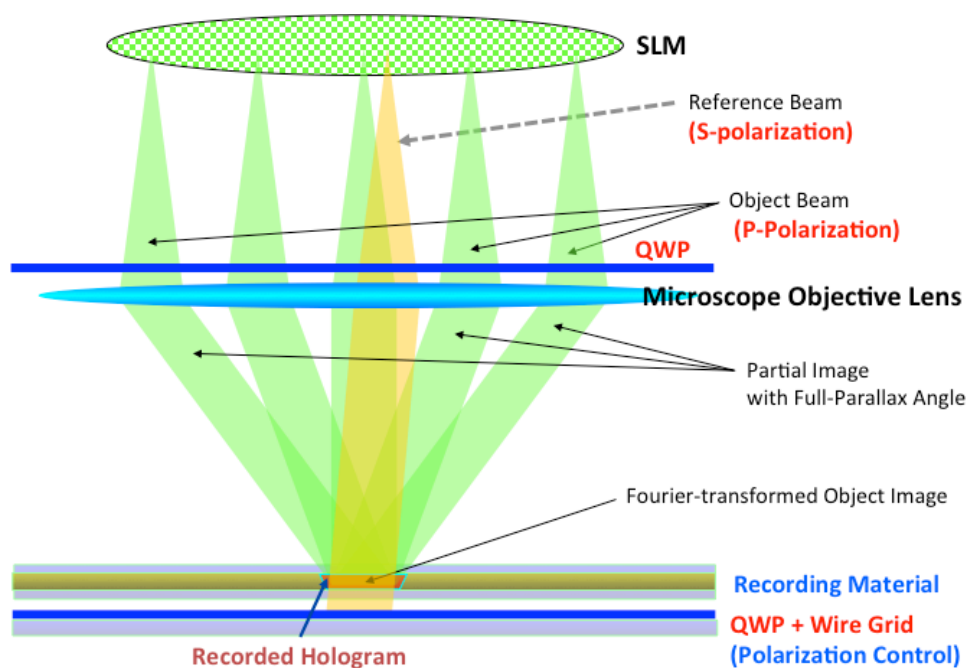 SLM
Reference Beam
(S-polarization)
Object Beam
(P-Polarization)
QWP
Microscope Objective Lens
Partial Image
with Full-Parallax Angle
Fourier-transformed Object Image
Recording Material
QWP + Wire Grid
(Polarization Control)
Recorded Hologram